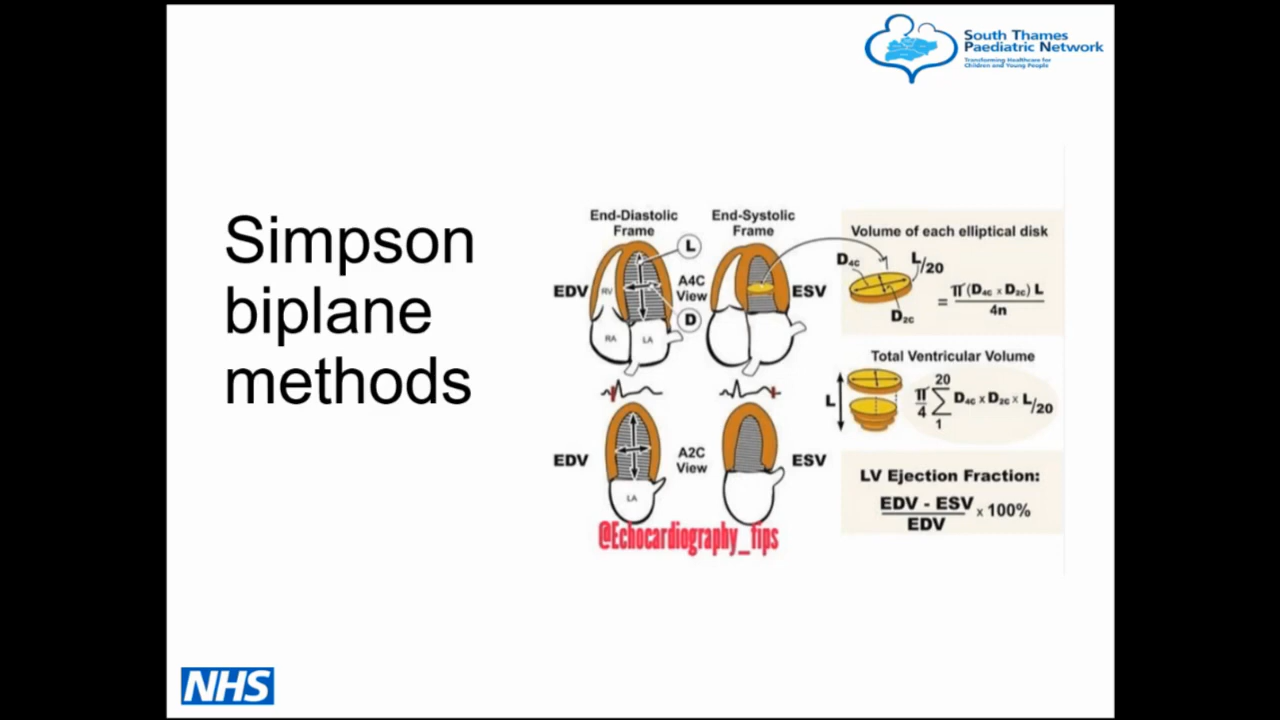 South Thames
Paediatric Network
Transforming Healthcare for
Children and Young People
Simpson
biplane
methods
End-Diastolic
Frame
End-Systolic
Frame
L
EDV
RV
A4C
View
ESV
D
RA
LA
EDV
A2C
View
ESV
LA
@Echocardiography_tips
Volume of each elliptical disk
D4C
L/20
D2C
= π (D4C x D2C) L
4n
Total Ventricular Volume
L
π/4 20 ∑ 1 D4C x D2C x L/20
LV Ejection Fraction:
EDV - ESV x 100%
EDV
NHS